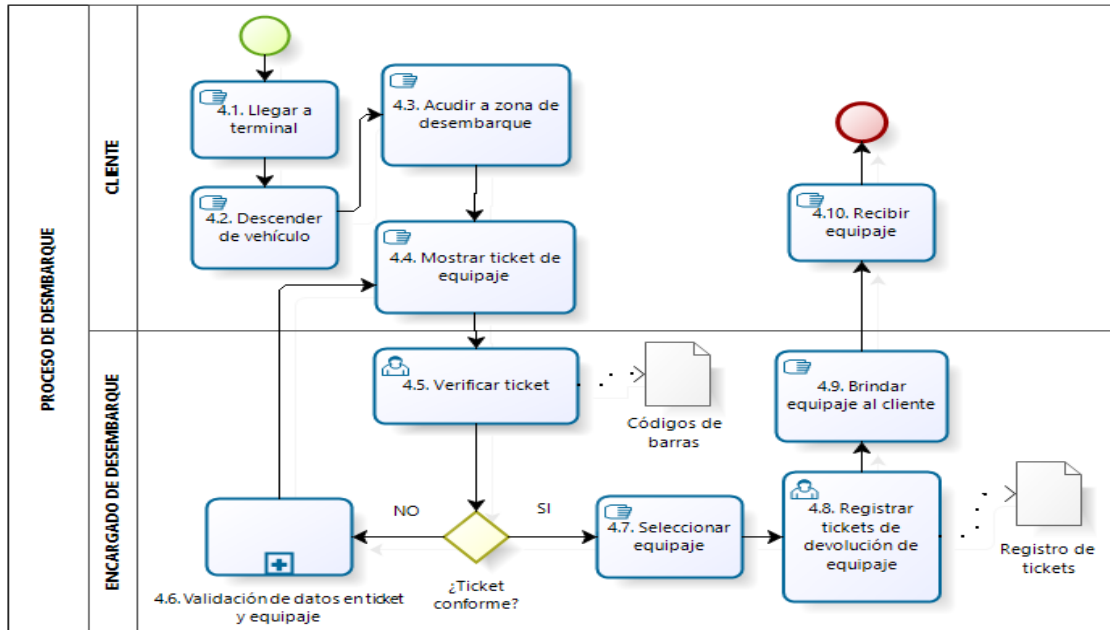 PROCESO DE DESMBARQUE
CLIENTE
4.1. Llegar a
terminal
4.2. Descender
de vehículo
4.3. Acudir a zona de
desembarque
4.4. Mostrar ticket de
equipaje
4.10. Recibir
equipaje
ENCARGADO DE DESEMBARQUE
4.5. Verificar ticket
Códigos de
barras
¿Ticket
conforme?
NO
SI
4.6. Validación de datos en ticket
y equipaje
4.7. Seleccionar
equipaje
4.8. Registrar
tickets de
devolución de
equipaje
Registro de
tickets
4.9. Brindar
equipaje al cliente